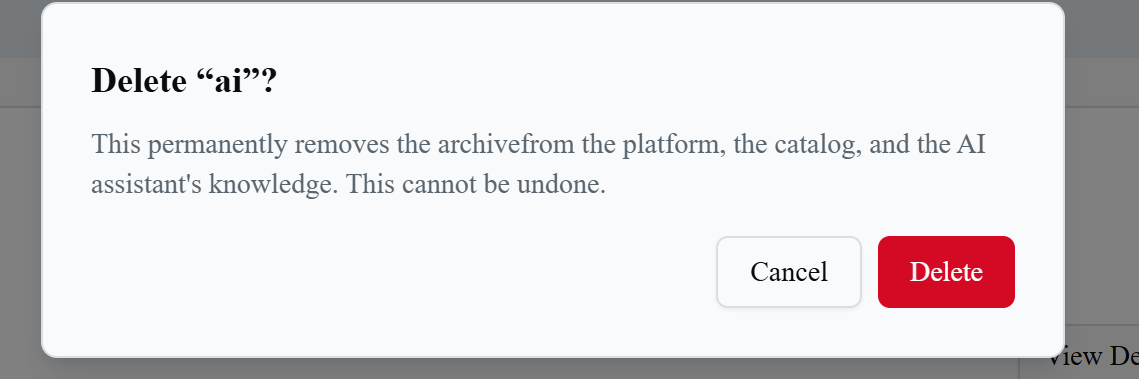 Delete “ai”?
This permanently removes the archivefrom the platform, the catalog, and the AI
assistant's knowledge. This cannot be undone.
Cancel
Delete
View De